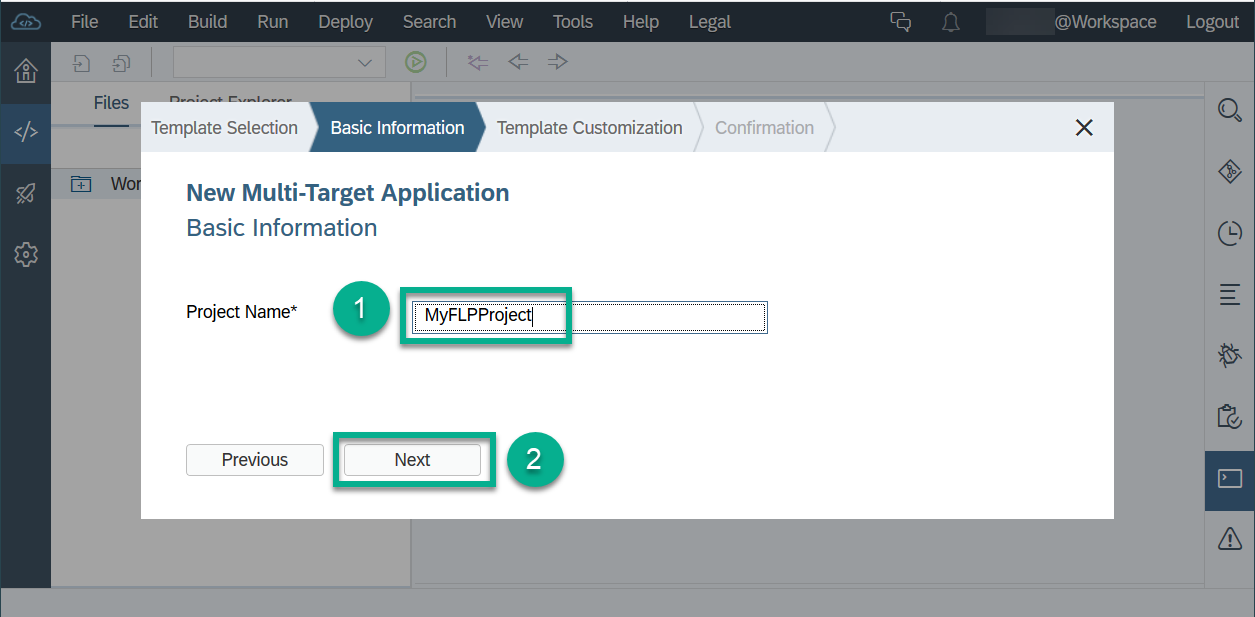 File Edit Build Run Deploy Search View Tools Help Legal @Workspace Logout
Files Project Explorer
Template Selection Basic Information Template Customization Confirmation
Wor
New Multi-Target Application
Basic Information
Project Name* 1 MyFLPProject
Previous Next 2